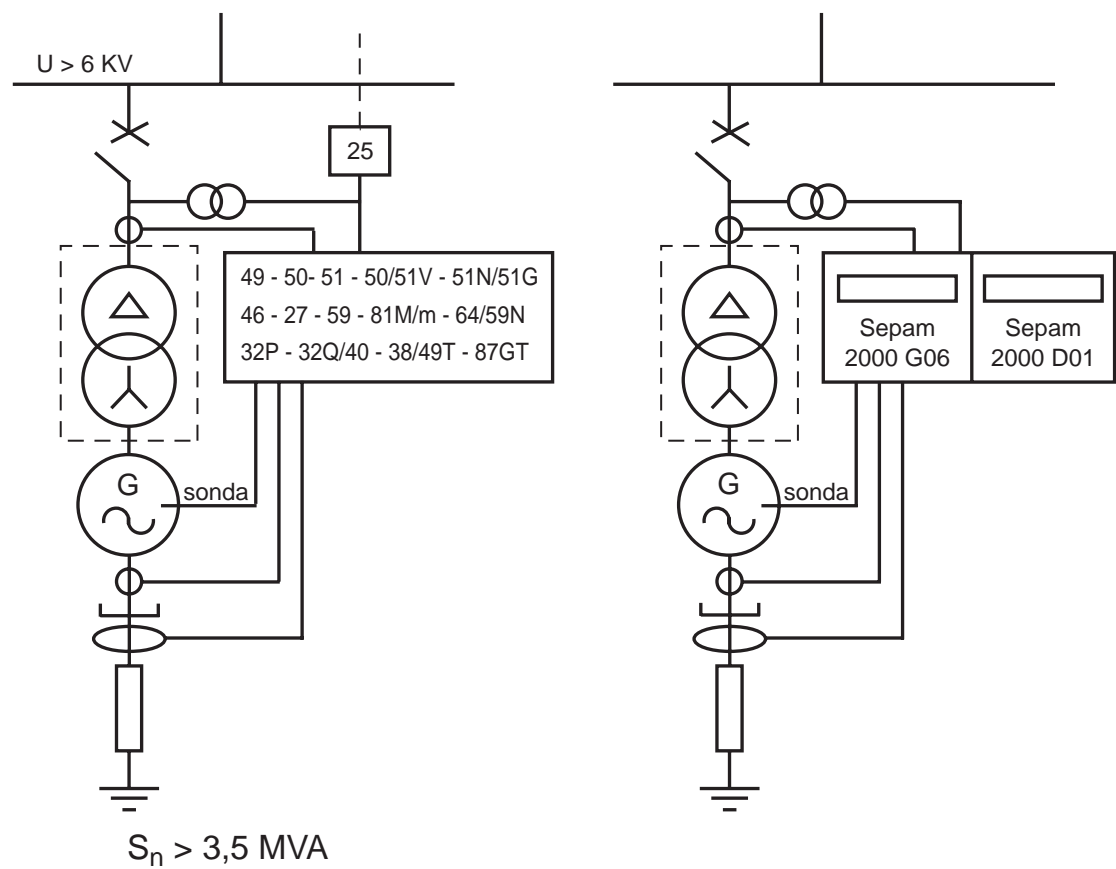 U > 6 KV
25
49 - 50- 51 - 50/51V - 51N/51G
46 - 27 - 59 - 81M/m - 64/59N
32P - 32Q/40 - 38/49T - 87GT
G
sonda
Sn > 3,5 MVA
Sepam
2000 G06
Sepam
2000 D01
G
sonda